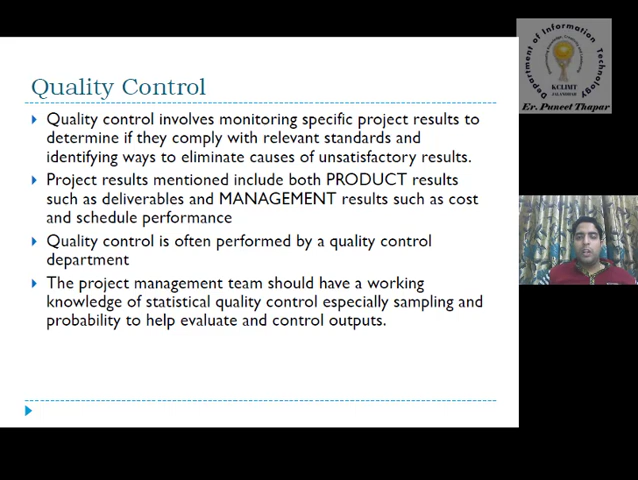 Quality Control
Quality control involves monitoring specific project results to
determine if they comply with relevant standards and
identifying ways to eliminate causes of unsatisfactory results.
Project results mentioned include both PRODUCT results
such as deliverables and MANAGEMENT results such as cost
and schedule performance
Quality control is often performed by a quality control
department
The project management team should have a working
knowledge of statistical quality control especially sampling and
probability to help evaluate and control outputs.
Department of Information Technology
KCLIMT
JALANDHAR
Er. Puneet Thapar